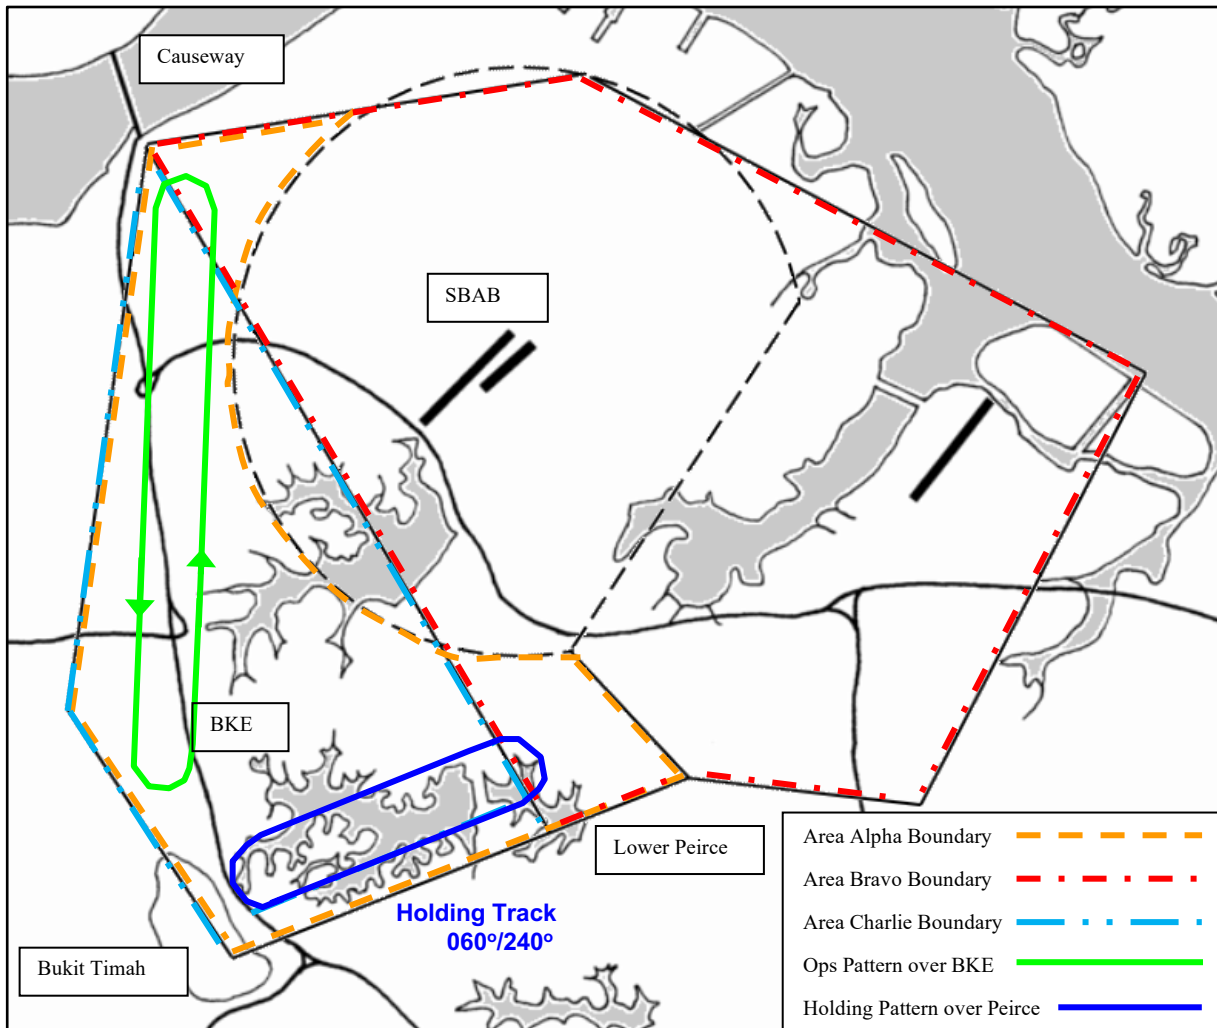 Causeway
SBAB
BKE
Lower Peirce
Holding Track
060º/240º
Bukit Timah
Area Alpha Boundary
Area Bravo Boundary
Area Charlie Boundary
Ops Pattern over BKE
Holding Pattern over Peirce